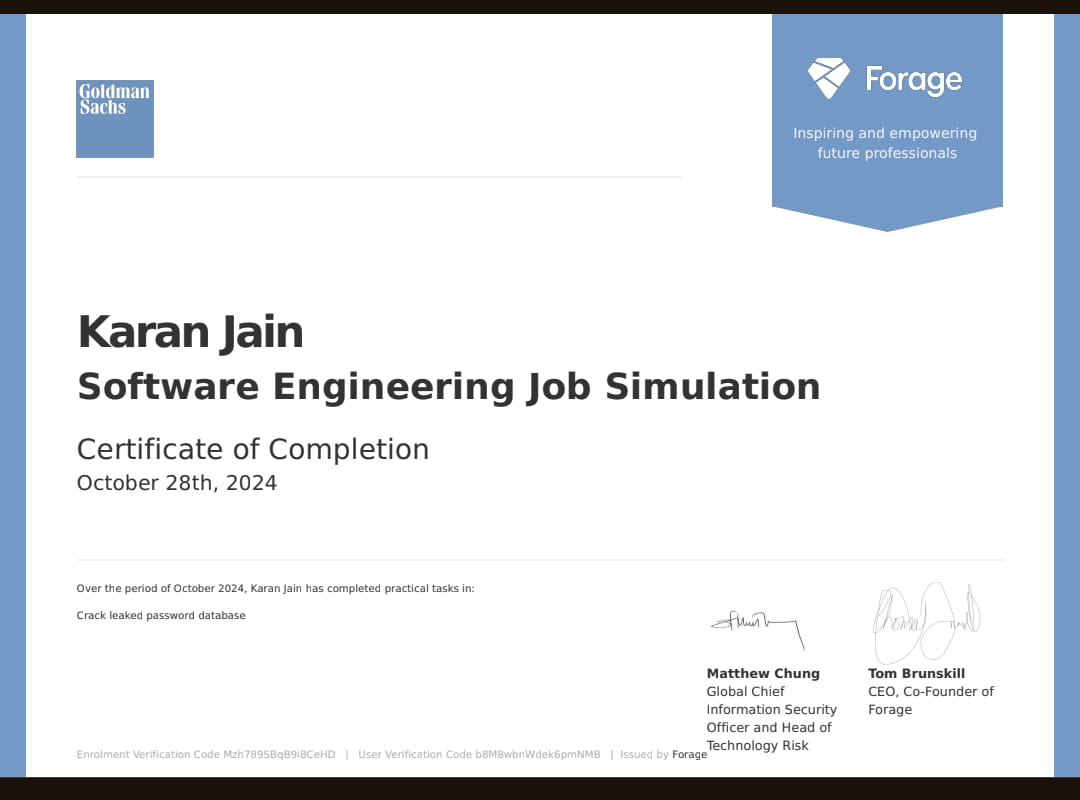 Goldman
Sachs
Forage
Inspiring and empowering
future professionals
Karan Jain
Software Engineering Job Simulation
Certificate of Completion
October 28th, 2024
Over the period of October 2024, Karan Jain has completed practical tasks in:
Crack leaked password database
Matthew Chung
Global Chief
Information Security
Officer and Head of
Technology Risk
Tom Brunskill
CEO, Co-Founder of
Forage
Enrolment Verification Code Mzh789SBqB9i8CeHD | User Verification Code b8M8wbnWdek6pmNMB | Issued by Forage